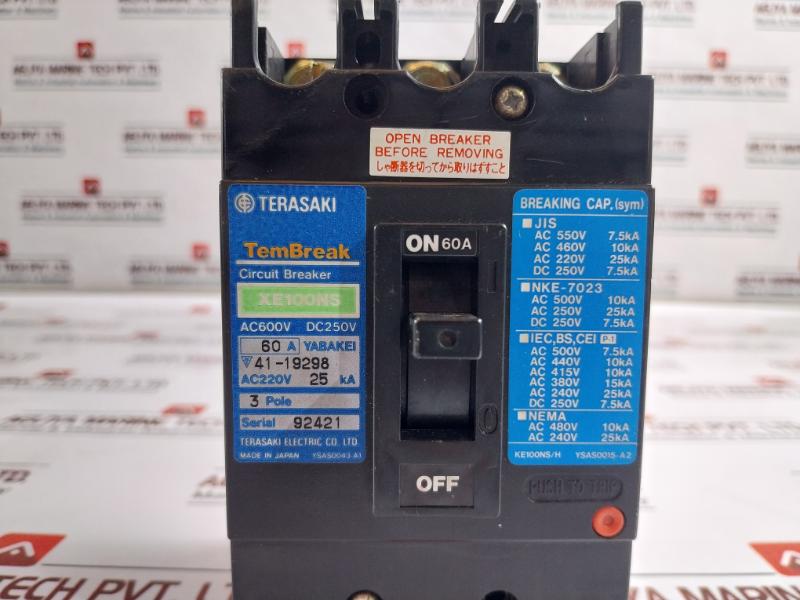 OPEN BREAKER
BEFORE REMOVING
しゃ断器を切ってから取りはずすこと
TERASAKI
TemBreak
Circuit Breaker
XE100NS
AC600V DC250V
60 A YABAKEI
41-19298
AC220V 25 kA
3 Pole
Serial 92421
TERASAKI ELECTRIC CO. LTD.
MADE IN JAPAN YSAS0043-A1
ON 60A
I
O
OFF
BREAKING CAP.(sym)
JIS
AC 550V 7.5kA
AC 460V 10kA
AC 220V 25kA
DC 250V 7.5kA
NKE-7023
AC 500V 10kA
AC 250V 25kA
DC 250V 7.5kA
IEC,BS,CEI P-1
AC 500V 7.5kA
AC 440V 10kA
AC 415V 10kA
AC 380V 15kA
AC 240V 25kA
DC 250V 7.5kA
NEMA
AC 480V 10kA
AC 240V 25kA
KE100NS/H YSAS0015-A2
PUSH TO TRIP